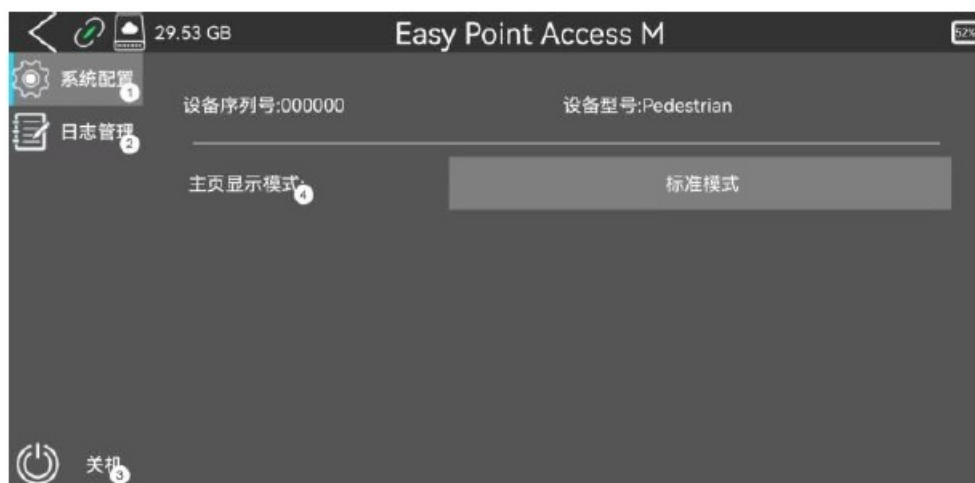 29.53 GB
Easy Point Access M
52%
系统配置
1
设备序列号:000000
设备型号:Pedestrian
日志管理
2
主页显示模式:
4
标准模式
关机
3